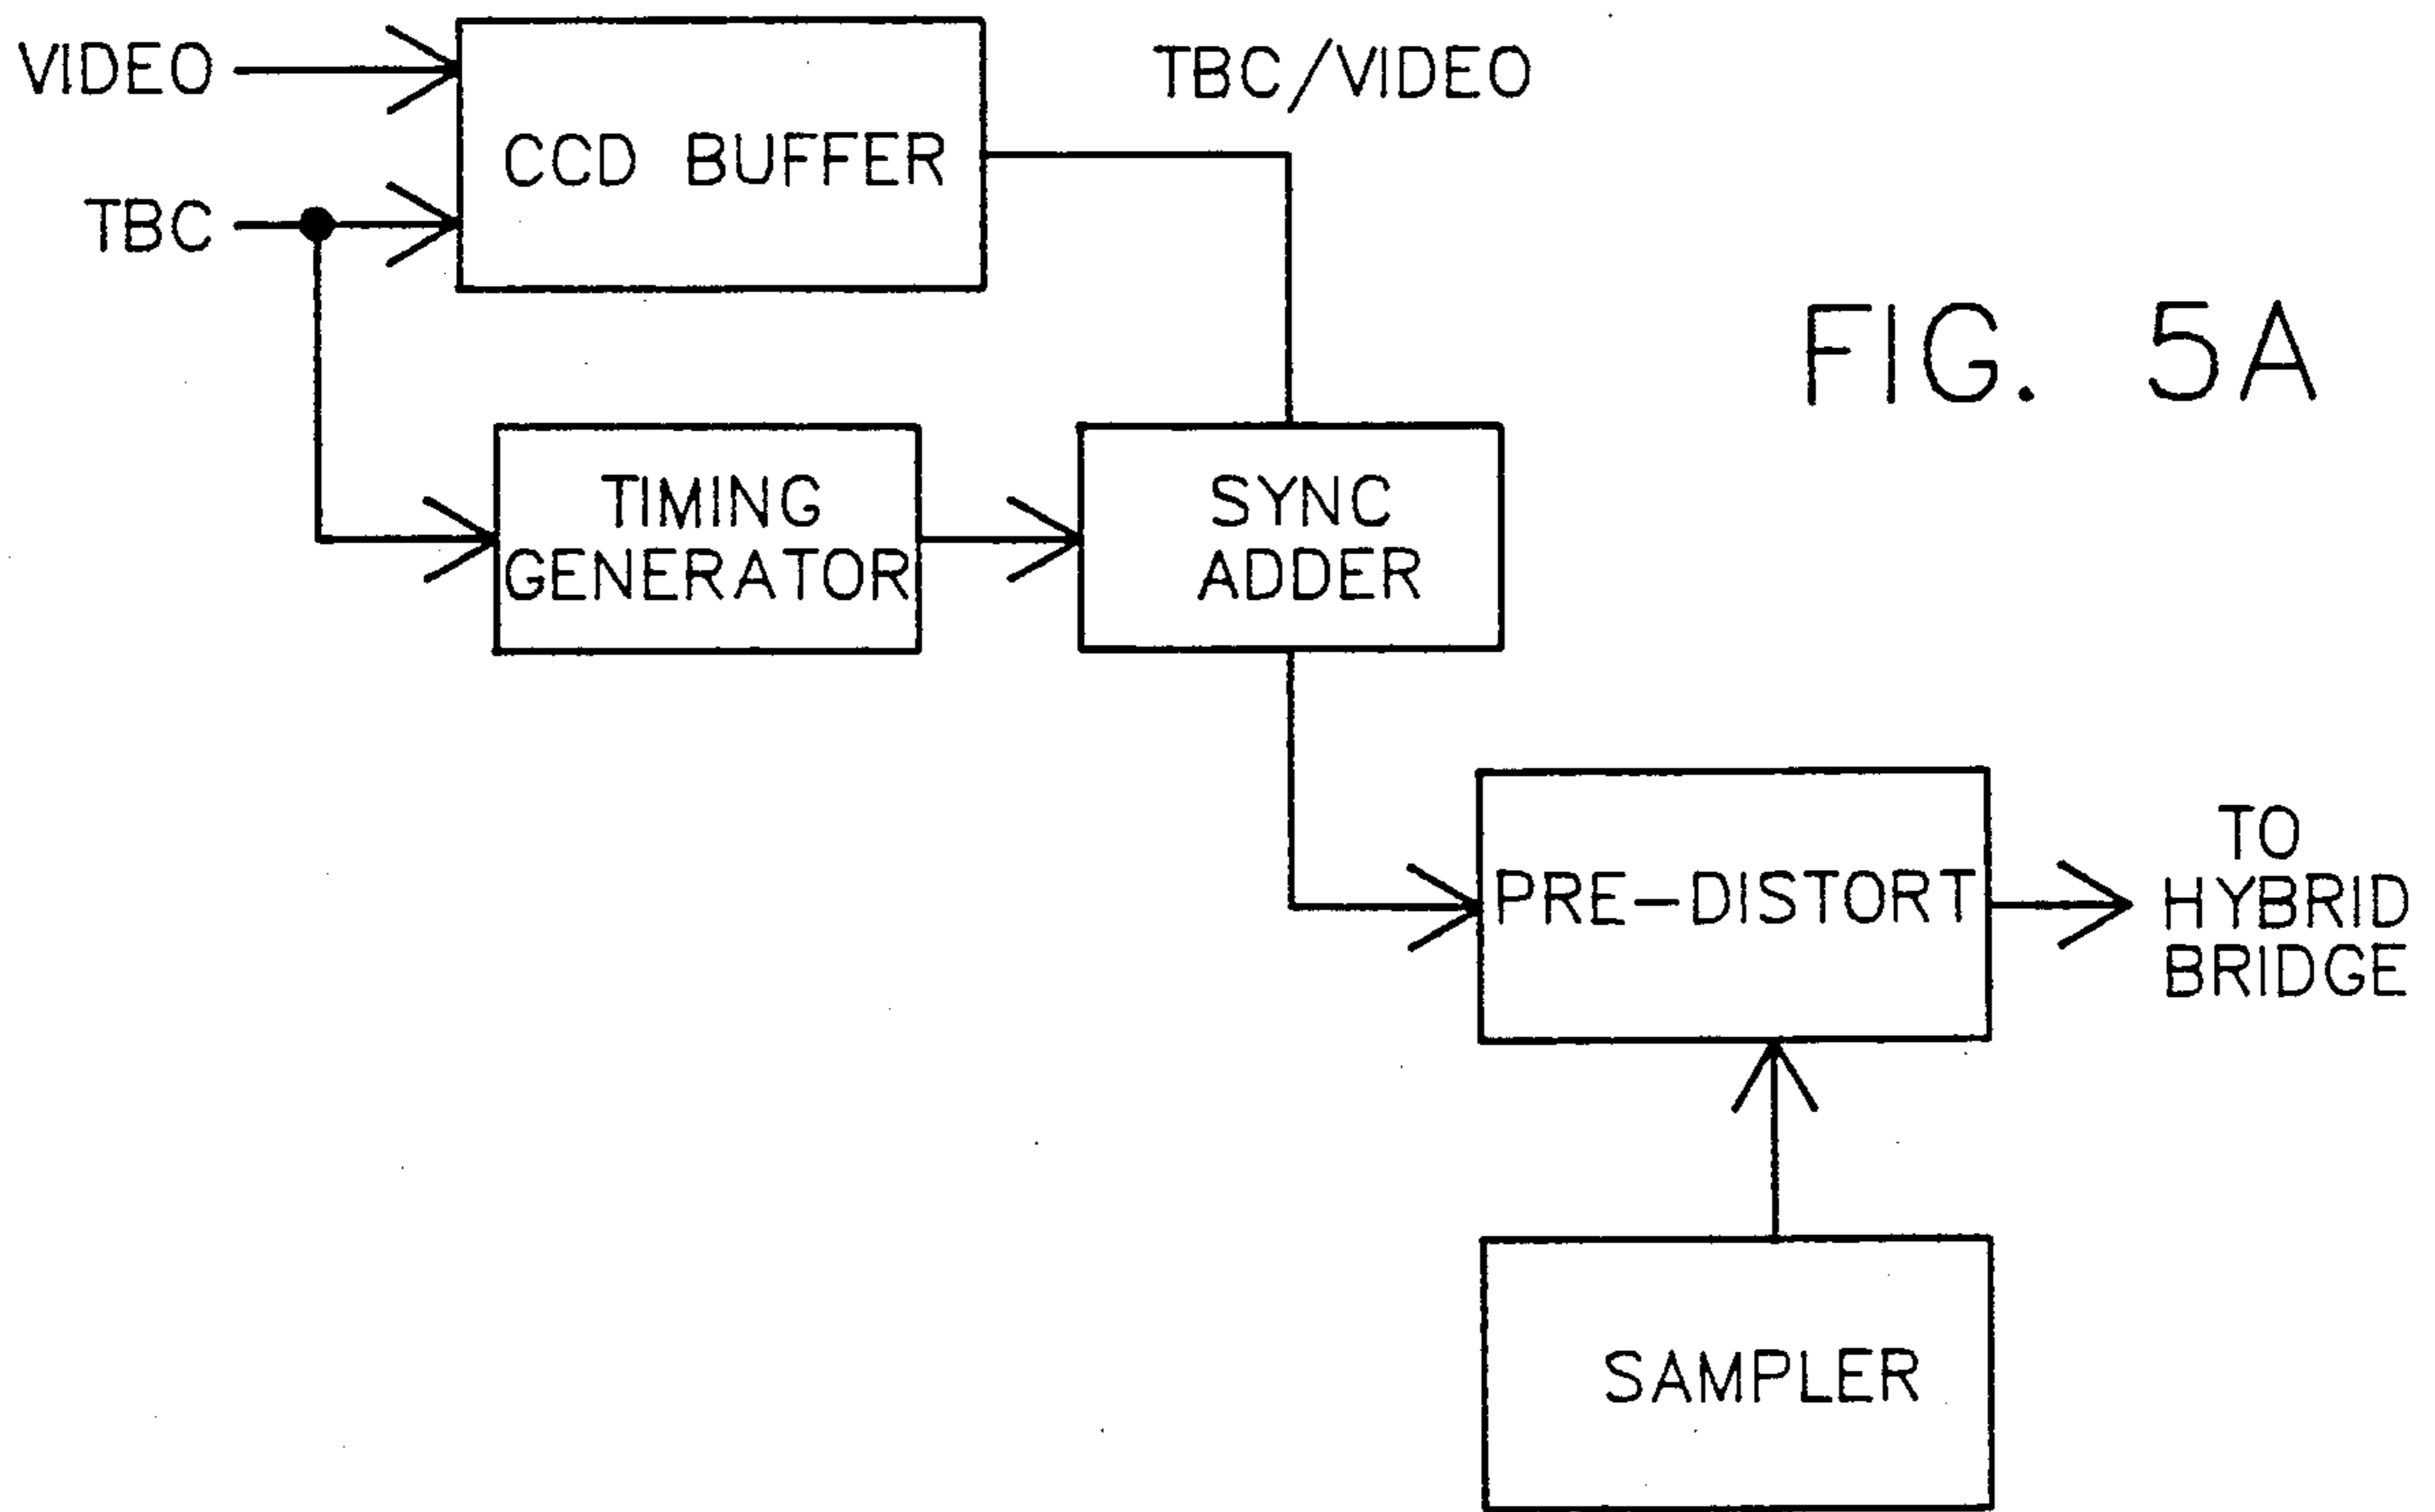 VIDEO
TBC/VIDEO
CCD BUFFER
TBC
FIG. 5A
TIMING
GENERATOR
SYNC
ADDER
PRE-DISTORT
TO
HYBRID
BRIDGE
SAMPLER